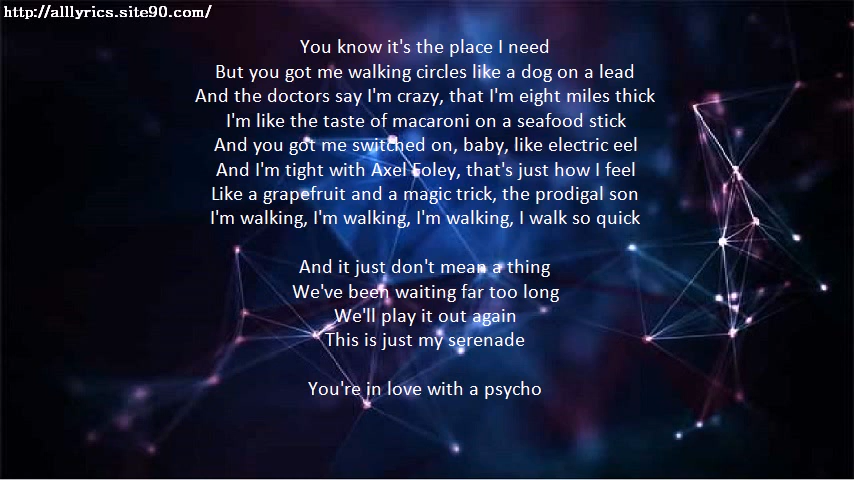 http://alllyrics.site90.com/
You know it's the place I need
But you got me walking circles like a dog on a lead
And the doctors say I'm crazy, that I'm eight miles thick
I'm like the taste of macaroni on a seafood stick
And you got me switched on, baby, like electric eel
And I'm tight with Axel Foley, that's just how I feel
Like a grapefruit and a magic trick, the prodigal son
I'm walking, I'm walking, I'm walking, I walk so quick
And it just don't mean a thing
We've been waiting far too long
We'll play it out again
This is just my serenade
You're in love with a psycho